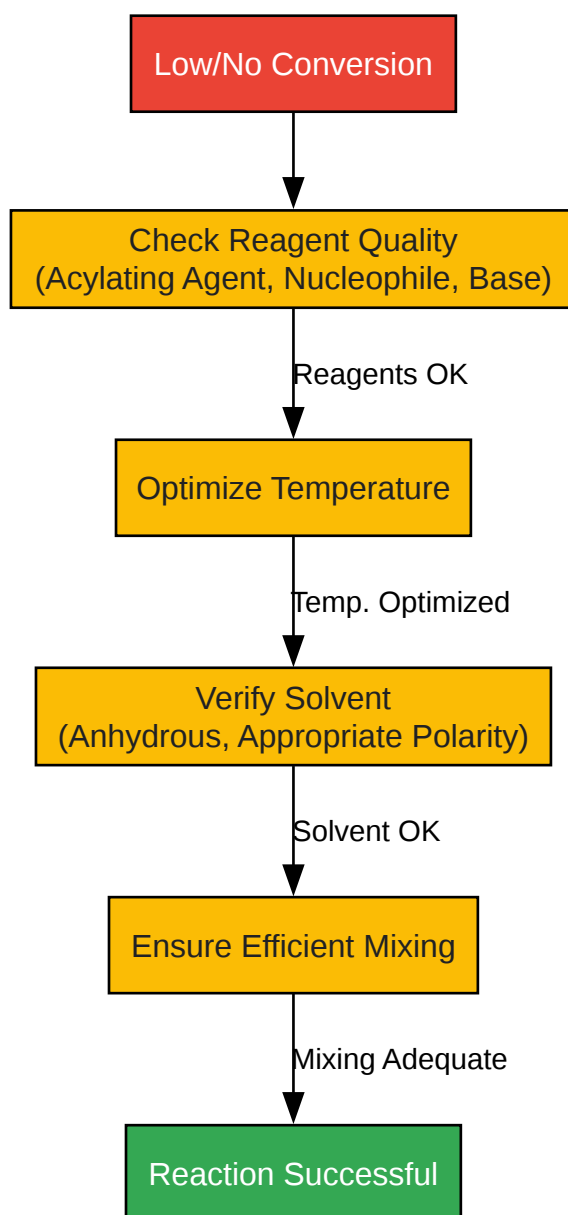 Low/No Conversion
Check Reagent Quality
(Acylating Agent, Nucleophile, Base)
Reagents OK
Optimize Temperature
Temp. Optimized
Verify Solvent
(Anhydrous, Appropriate Polarity)
Solvent OK
Ensure Efficient Mixing
Mixing Adequate
Reaction Successful